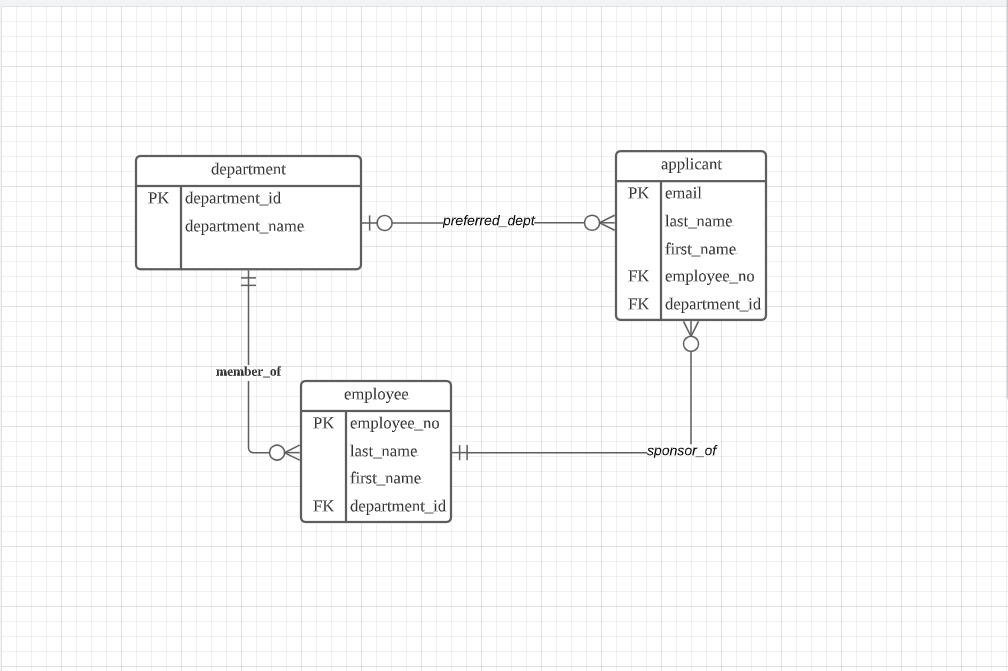 department
PK department_id
department_name
preferred_dept
applicant
PK email
last_name
first_name
FK employee_no
FK department_id
member_of
employee
PK employee_no
last_name
first_name
FK department_id
sponsor_of